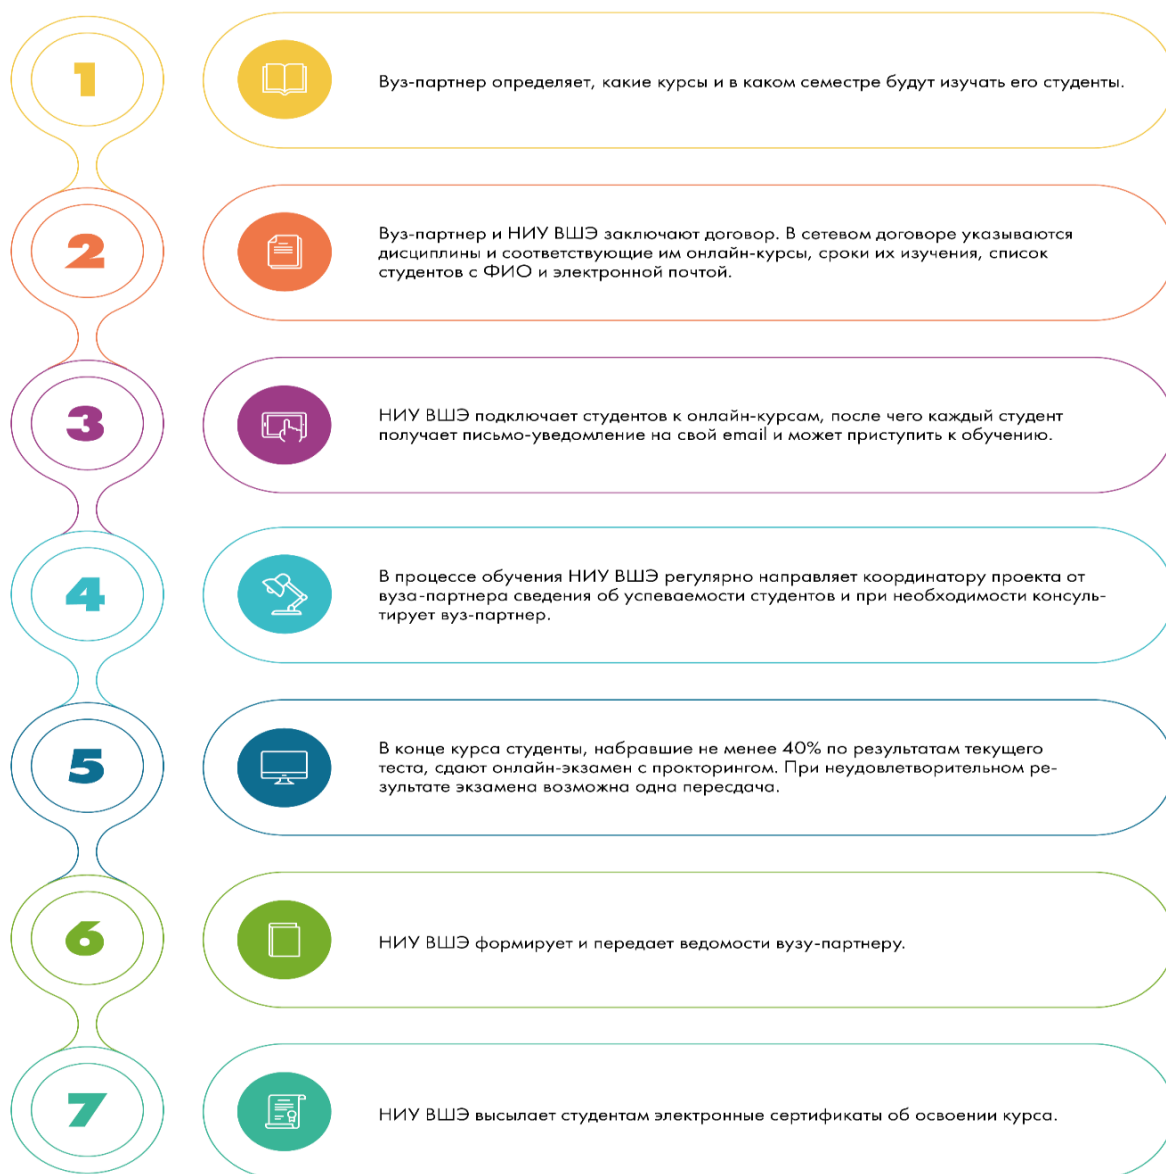 1
Вуз-партнер определяет, какие курсы и в каком семестре будут изучать его студенты.
2
Вуз-партнер и НИУ ВШЭ заключают договор. В сетевом договоре указываются
дисциплины и соответствующие им онлайн-курсы, сроки их изучения, список
студентов с ФИО и электронной почтой.
3
НИУ ВШЭ подключает студентов к онлайн-курсам, после чего каждый студент
получает письмо-уведомление на свой email и может приступить к обучению.
4
В процессе обучения НИУ ВШЭ регулярно направляет координатору проекта от
вуза-партнера сведения об успеваемости студентов и при необходимости консуль-
тирует вуз-партнер.
5
В конце курса студенты, набравшие не менее 40% по результатам текущего
теста, сдают онлайн-экзамен с прокторингом. При неудовлетворительном ре-
зультате экзамена возможна одна пересдача.
6
НИУ ВШЭ формирует и передает ведомости вузу-партнеру.
7
НИУ ВШЭ высылает студентам электронные сертификаты об освоении курса.